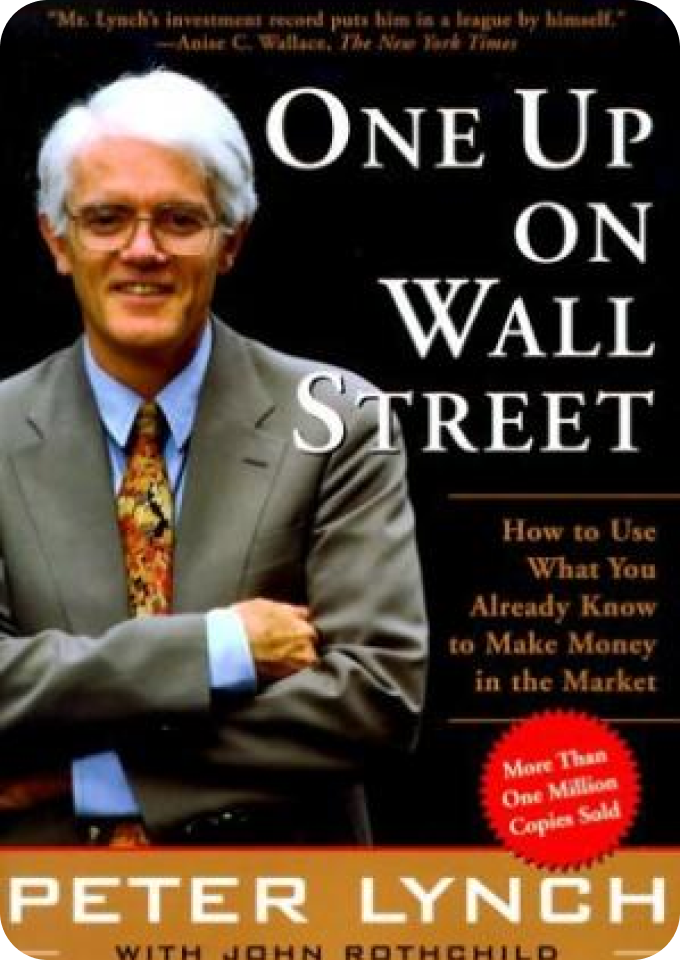 "Mr. Lynch's investment record puts him in a league by himself."
—Anise C. Wallace, The New York Times
ONE UP
ON
WALL
STREET
How to Use
What You
Already Know
to Make Money
in the Market
More Than
One Million
Copies Sold
PETER LYNCH
WITH JOHN ROTHCHILD